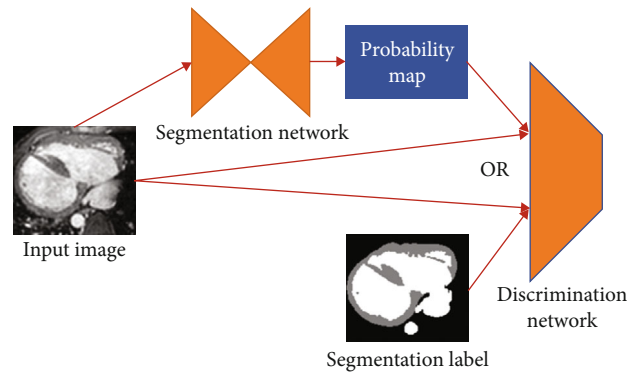 Probability
map
Segmentation network
OR
Input image
Discrimination
network
Segmentation label